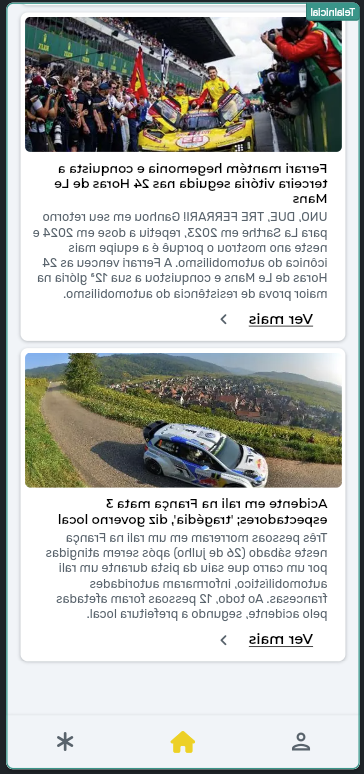 TelaInicial
Ferrari mantém hegemonia e conquista a
terceira vitória seguida nas 24 Horas de Le
Mans
UNO, DUE, TRE FERRARI!! Ganhou em seu retorno
para La Sarthe em 2023, repetiu a dose em 2024 e
neste ano mostrou o porquê é a equipe mais
icônica do automobilismo. A Ferrari venceu as 24
Horas de Le Mans e conquistou a sua 12ª glória na
maior prova de resistência do automobilismo.
Ver mais
Acidente em rali na França mata 3
espectadores; 'tragédia', diz governo local
Três pessoas morreram em um rali na França
neste sábado (26 de julho) após serem atingidas
por um carro que saiu da pista durante um rali
automobilístico, informaram autoridades
francesas. Ao todo, 12 pessoas foram afetadas
pelo acidente, segundo a prefeitura local.
Ver mais